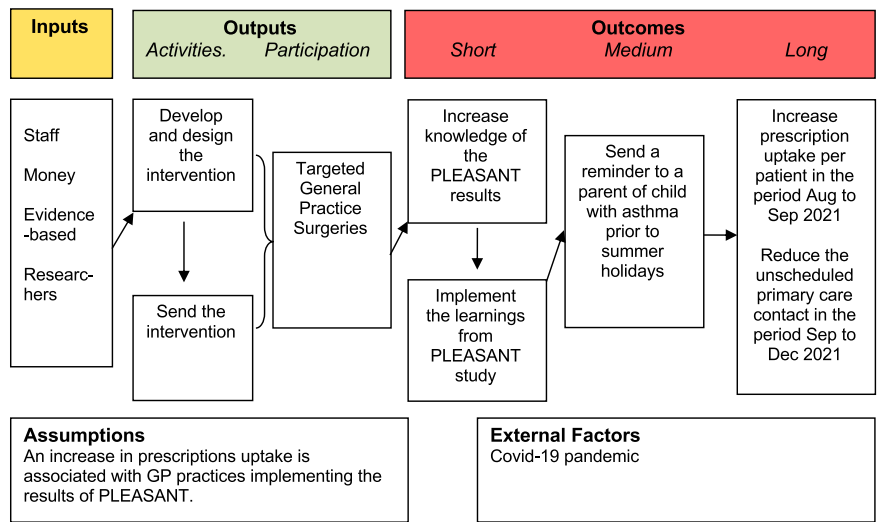 Inputs
Outputs
Activities. Participation
Outcomes
Short Medium Long
Staff
Money
Evidence
-based
Researc-
hers
Develop
and design
the
intervention
Send the
intervention
Targeted
General
Practice
Surgeries
Increase
knowledge of
the
PLEASANT
results
Implement
the learnings
from
PLEASANT
study
Send a
reminder to a
parent of child
with asthma
prior to
summer
holidays
Increase
prescription
uptake per
patient in the
period Aug to
Sep 2021
Reduce the
unscheduled
primary care
contact in the
period Sep to
Dec 2021
Assumptions
An increase in prescriptions uptake is
associated with GP practices implementing the
results of PLEASANT.
External Factors
Covid-19 pandemic